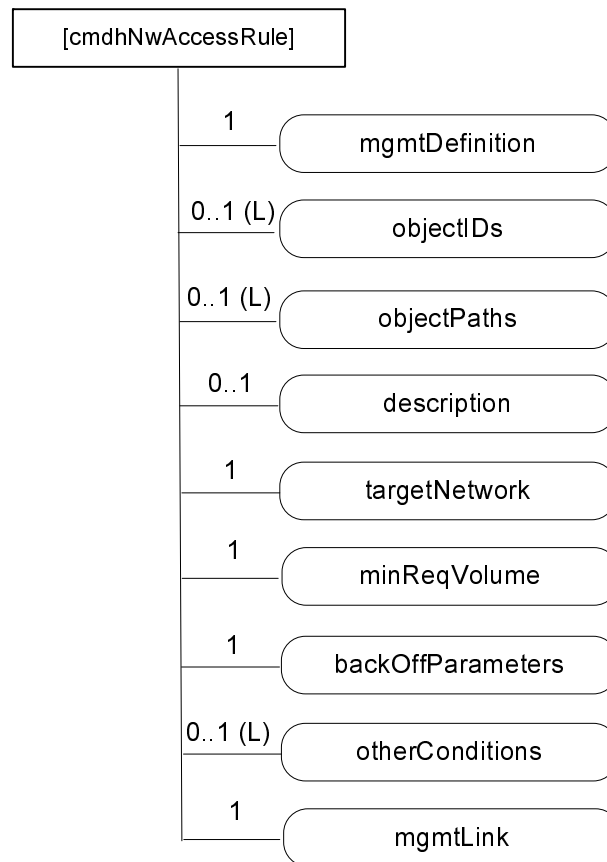 [cmdhNwAccessRule]
1
mgmtDefinition
0..1 (L)
objectIDs
0..1 (L)
objectPaths
0..1
description
1
targetNetwork
1
minReqVolume
1
backOffParameters
0..1 (L)
otherConditions
1
mgmtLink